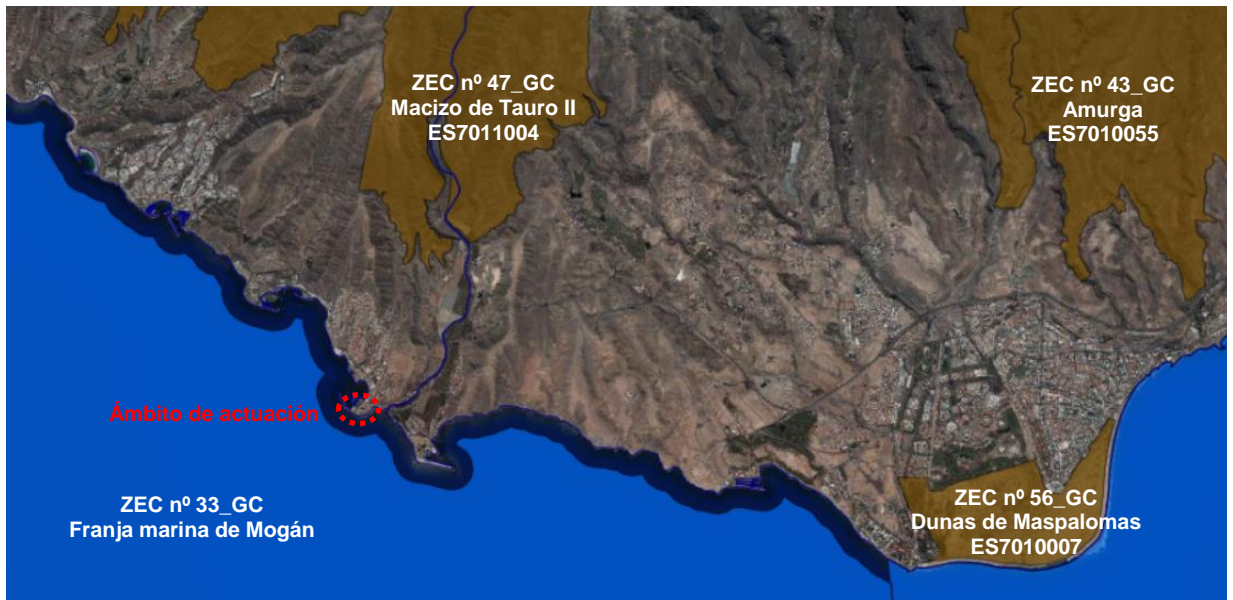 ZEC nº 47_GC
Macizo de Tauro II
ES7011004
ZEC nº 43_GC
Amurga
ES7010055
Ámbito de actuación
ZEC nº 33_GC
Franja marina de Mogán
ZEC nº 56_GC
Dunas de Maspalomas
ES7010007